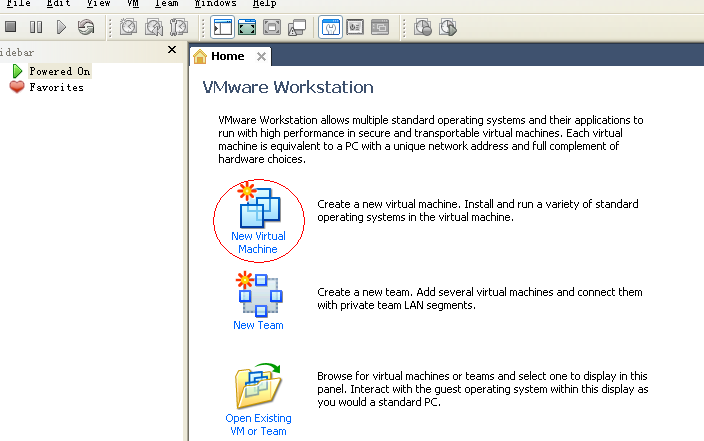 File Edit View VM Team Windows Help
idebar
Powered On
Favorites
Home
VMware Workstation
VMware Workstation allows multiple standard operating systems and their applications to
run with high performance in secure and transportable virtual machines. Each virtual
machine is equivalent to a PC with a unique network address and full complement of
hardware choices.
New Virtual
Machine
Create a new virtual machine. Install and run a variety of standard
operating systems in the virtual machine.
New Team
Create a new team. Add several virtual machines and connect them
with private team LAN segments.
Open Existing
VM or Team
Browse for virtual machines or teams and select one to display in this
panel. Interact with the guest operating system within this display as
you would a standard PC.